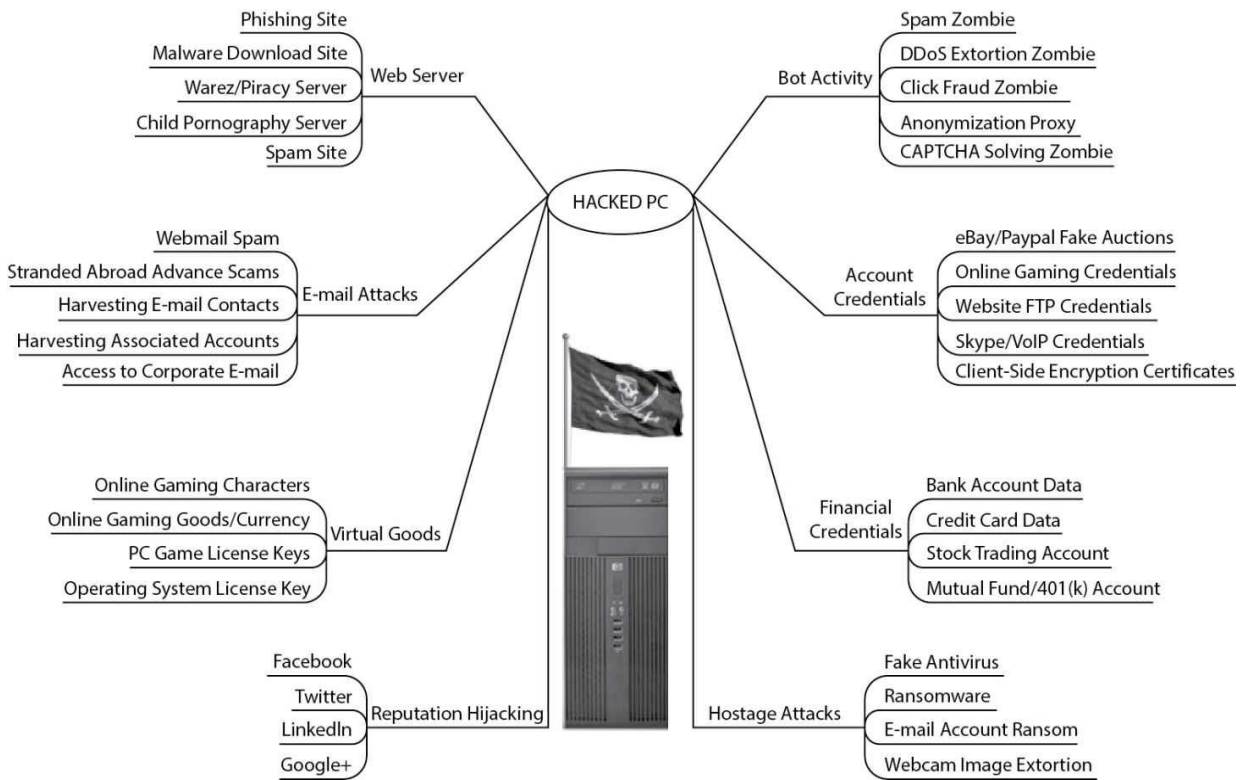 HACKED PC
Web Server
Phishing Site
Malware Download Site
Warez/Piracy Server
Child Pornography Server
Spam Site
E-mail Attacks
Webmail Spam
Stranded Abroad Advance Scams
Harvesting E-mail Contacts
Harvesting Associated Accounts
Access to Corporate E-mail
Virtual Goods
Online Gaming Characters
Online Gaming Goods/Currency
PC Game License Keys
Operating System License Key
Reputation Hijacking
Facebook
Twitter
LinkedIn
Google+
Bot Activity
Spam Zombie
DDoS Extortion Zombie
Click Fraud Zombie
Anonymization Proxy
CAPTCHA Solving Zombie
Account
Credentials
eBay/Paypal Fake Auctions
Online Gaming Credentials
Website FTP Credentials
Skype/VoIP Credentials
Client-Side Encryption Certificates
Financial
Credentials
Bank Account Data
Credit Card Data
Stock Trading Account
Mutual Fund/401(k) Account
Hostage Attacks
Fake Antivirus
Ransomware
E-mail Account Ransom
Webcam Image Extortion